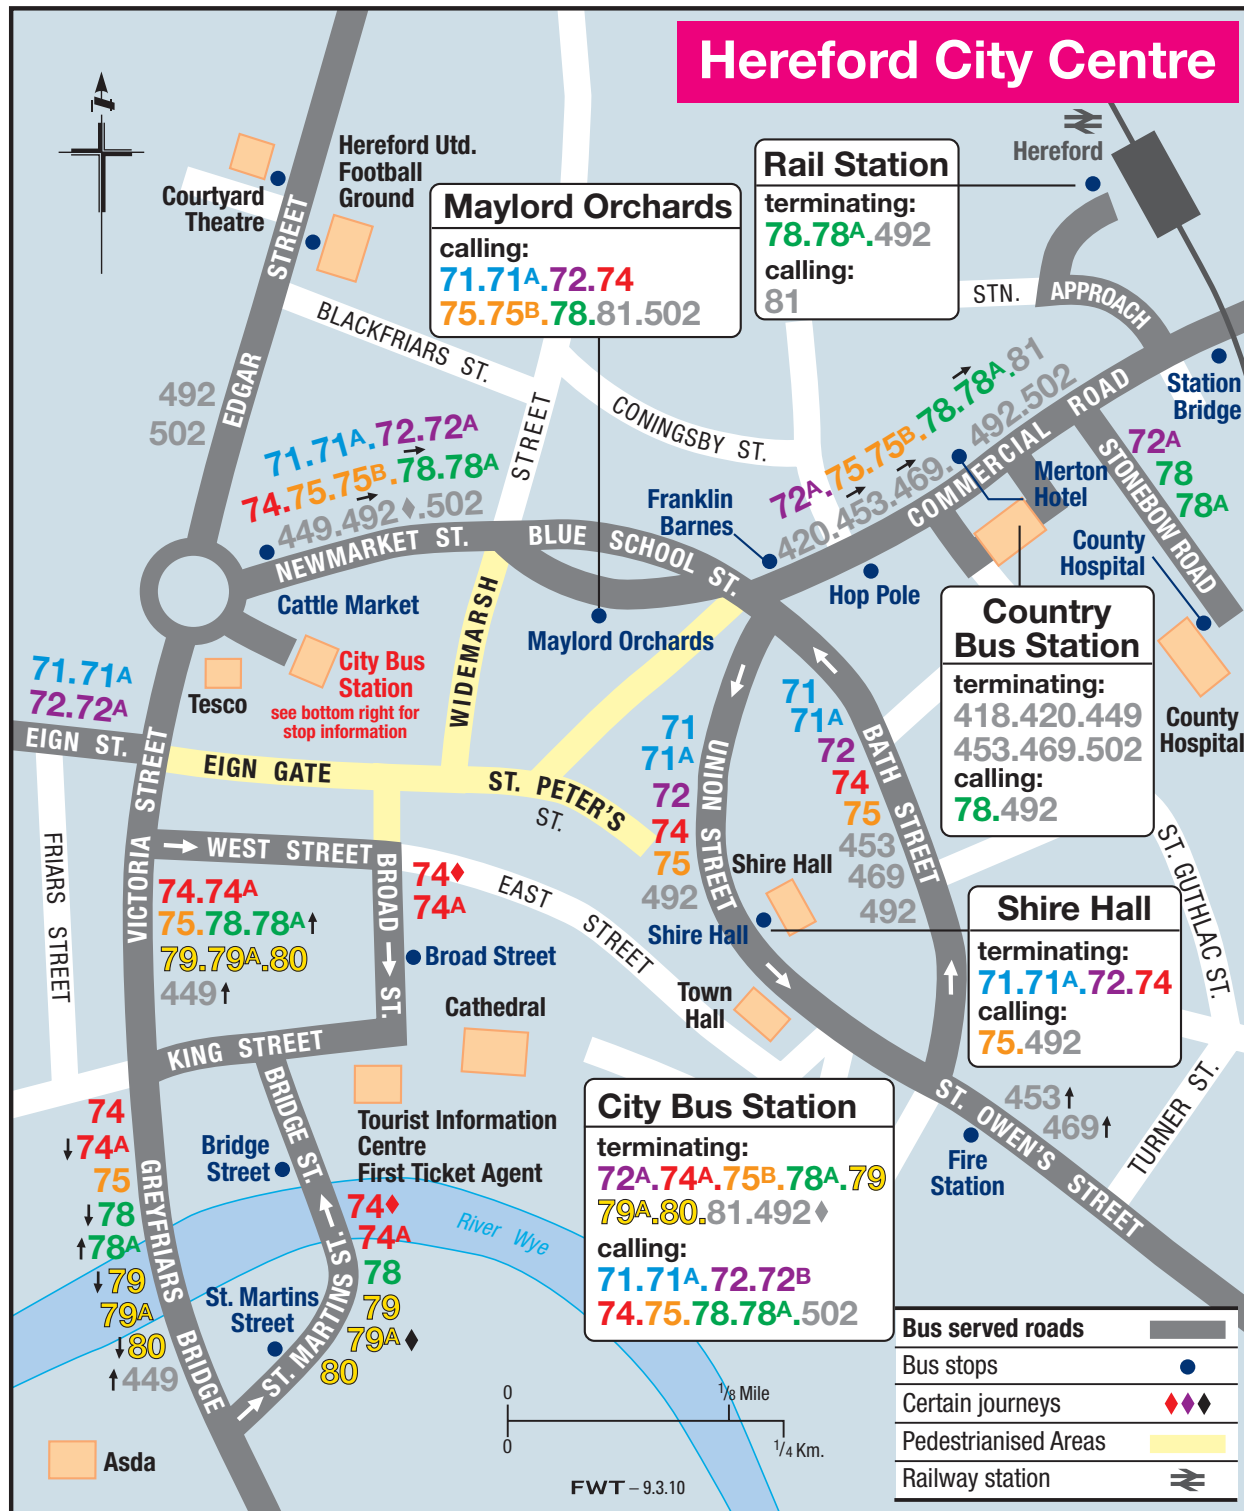 Hereford City Centre
Hereford
Rail Station
terminating:
78.78A.492
calling:
81
Maylord Orchards
calling:
71.71A.72.74
75.75B.78.81.502
Hereford Utd.
Football
Ground
Courtyard
Theatre
EDGAR STREET
BLACKFRIARS ST.
CONINGSBY ST.
STREET
STN.
APPROACH
Station
Bridge
492
502
71.71A.72.72A
74.75.75B.78.78A
449.492♦.502
NEWMARKET ST.
BLUE SCHOOL ST.
Cattle Market
Franklin
Barnes
72A.75.75B.78.78A.81
420.453.469.492.502
COMMERCIAL ROAD
Merton
Hotel
72A
78
78A
STONEBOW ROAD
County
Hospital
Hop Pole
Maylord Orchards
WIDEMARSH
City Bus
Station
see bottom right for
stop information
Tesco
71.71A
72.72A
EIGN ST.
EIGN GATE
ST. PETER'S
ST.
Country
Bus Station
terminating:
418.420.449
453.469.502
calling:
78.492
County
Hospital
71
71A
72
74
75
492
UNION STREET
71
71A
72
74
75
453
469
492
BATH STREET
Shire Hall
Shire Hall
Shire Hall
terminating:
71.71A.72.74
calling:
75.492
ST. GUTHLAC ST.
TURNER ST.
FRIARS STREET
VICTORIA STREET
→ WEST STREET
BROAD → ST.
EAST STREET
74♦
74A
74.74A
75.78.78A↑
79.79A.80
449↑
Broad Street
Cathedral
Town
Hall
KING STREET
Tourist Information
Centre
First Ticket Agent
BRIDGE ST.
Bridge
Street
74
↓74A
75
↓78
↑78A
↓79
79A
↓80
↑449
GREYFRIARS BRIDGE
St. Martins
Street
ST. MARTINS ST.
74♦
74A
78
79
79A♦
80
River Wye
City Bus Station
terminating:
72A.74A.75B.78A.79
79A.80.81.492♦
calling:
71.71A.72.72B
74.75.78.78A.502
ST. OWEN'S STREET
453↑
469↑
Fire
Station
Asda
0 1/8 Mile
0 1/4 Km.
FWT – 9.3.10
Bus served roads
Bus stops
Certain journeys
Pedestrianised Areas
Railway station